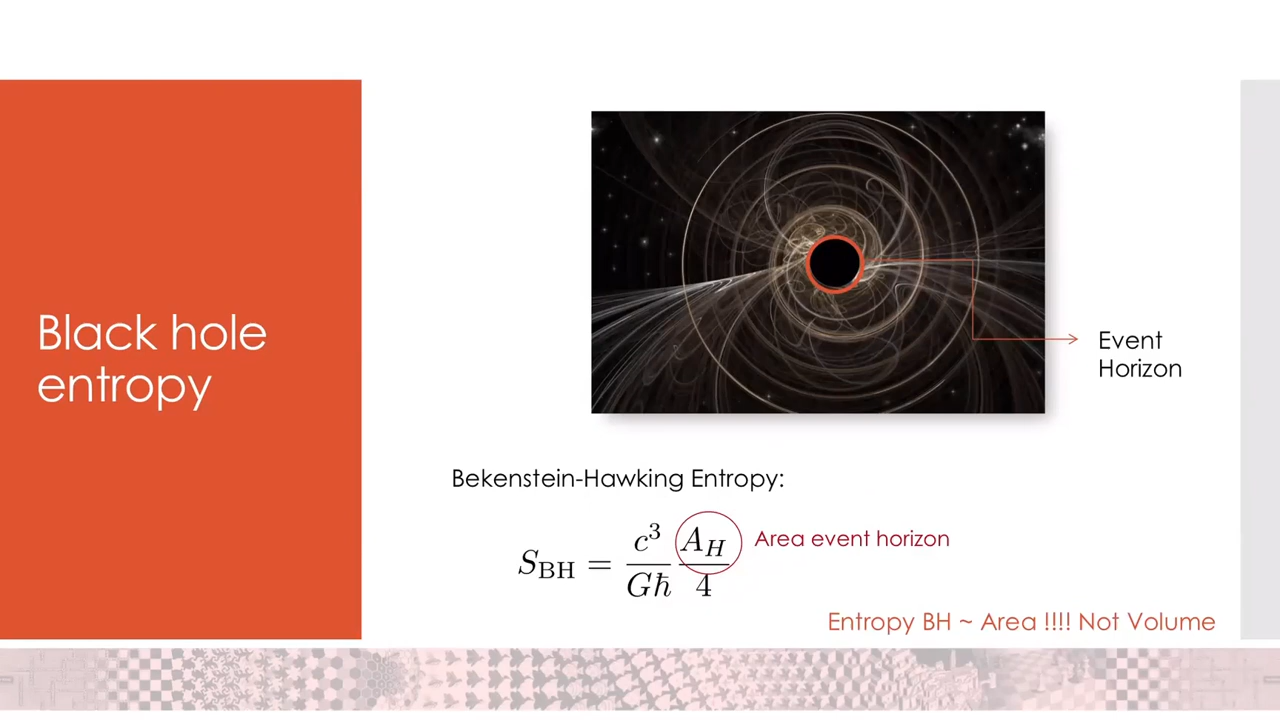 Black hole
entropy
Event
Horizon
Bekenstein-Hawking Entropy:
S_BH = c³/Għ A_H/4
Area event horizon
Entropy BH ~ Area !!!! Not Volume